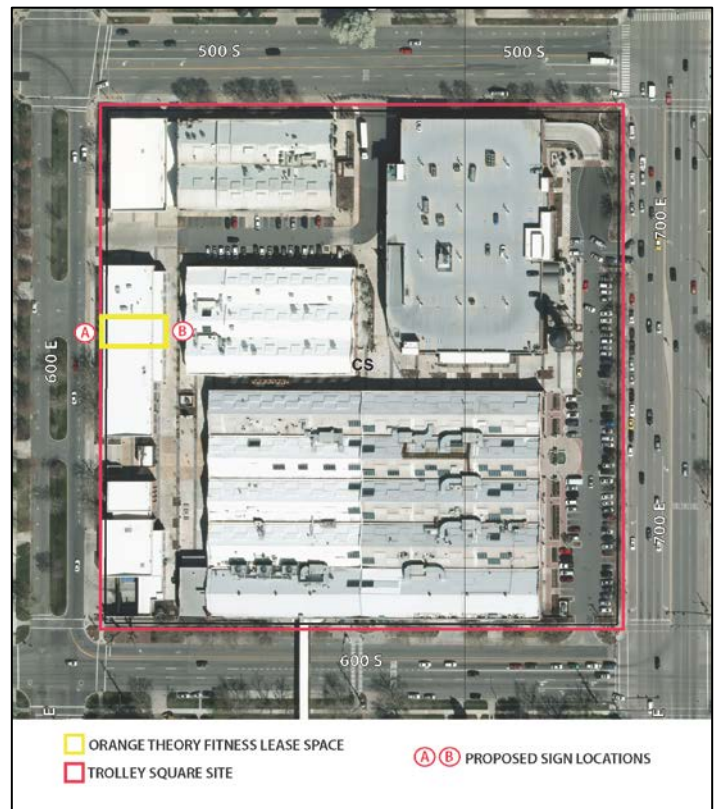 500 S 500 S
700 E
A B
600 E
CS
700 E
600 S
E E
ORANGE THEORY FITNESS LEASE SPACE
A B PROPOSED SIGN LOCATIONS
TROLLEY SQUARE SITE